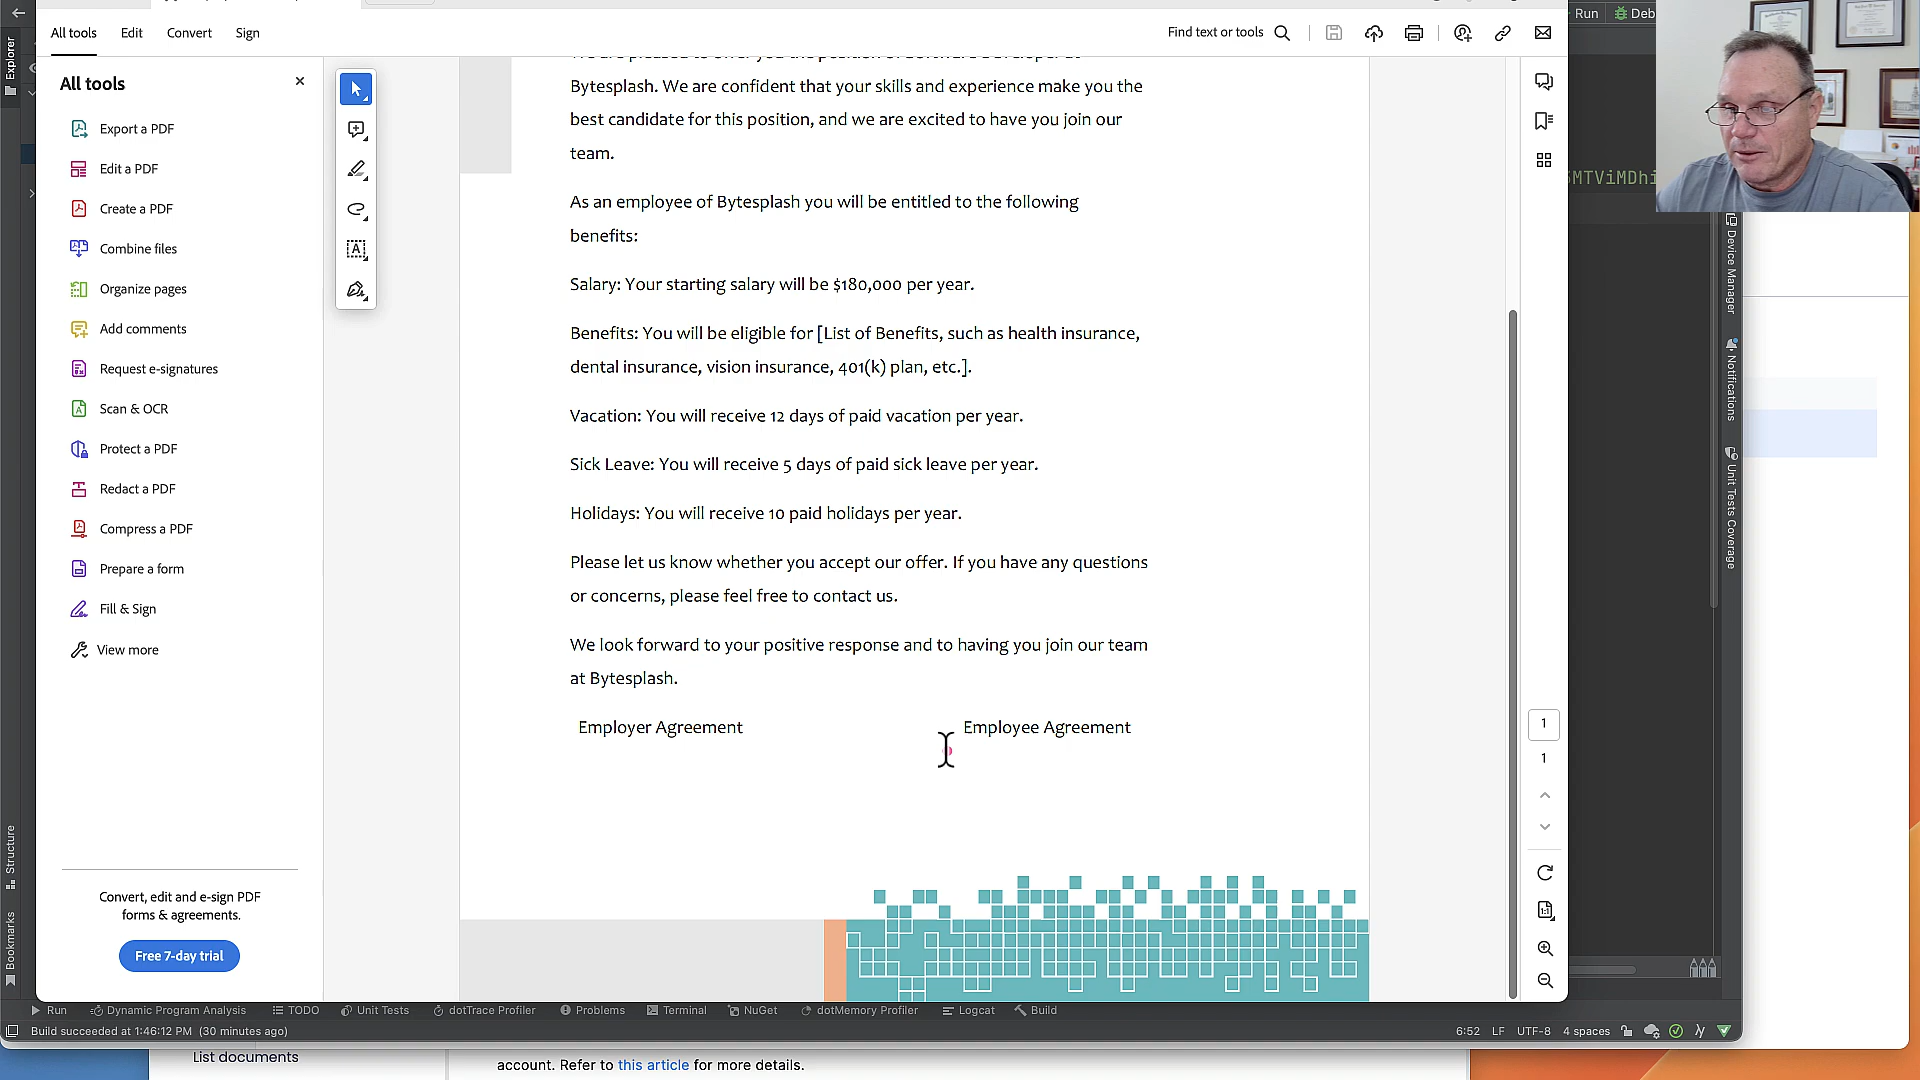 All tools
Edit
Convert
Sign
Find text or tools
Run
Deb
Explorer
All tools
Export a PDF
Edit a PDF
Create a PDF
Combine files
Organize pages
Add comments
Request e-signatures
Scan & OCR
Protect a PDF
Redact a PDF
Compress a PDF
Prepare a form
Fill & Sign
View more
Convert, edit and e-sign PDF
forms & agreements.
Free 7-day trial
Bytesplash. We are confident that your skills and experience make you the
best candidate for this position, and we are excited to have you join our
team.
As an employee of Bytesplash you will be entitled to the following
benefits:
Salary: Your starting salary will be $180,000 per year.
Benefits: You will be eligible for [List of Benefits, such as health insurance,
dental insurance, vision insurance, 401(k) plan, etc.].
Vacation: You will receive 12 days of paid vacation per year.
Sick Leave: You will receive 5 days of paid sick leave per year.
Holidays: You will receive 10 paid holidays per year.
Please let us know whether you accept our offer. If you have any questions
or concerns, please feel free to contact us.
We look forward to your positive response and to having you join our team
at Bytesplash.
Employer Agreement
Employee Agreement
1
1
MTViMDhi
Device Manager
Notifications
Unit Tests Coverage
Structure
Bookmarks
Run
Dynamic Program Analysis
TODO
Unit Tests
dotTrace Profiler
Problems
Terminal
NuGet
dotMemory Profiler
Logcat
Build
Build succeeded at 1:46:12 PM (30 minutes ago)
6:52
LF
UTF-8
4 spaces
List documents
account. Refer to this article for more details.